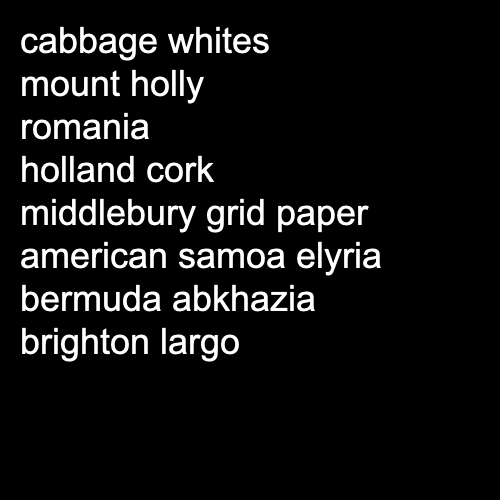 cabbage whites
mount holly
romania
holland cork
middlebury grid paper
american samoa elyria
bermuda abkhazia
brighton largo